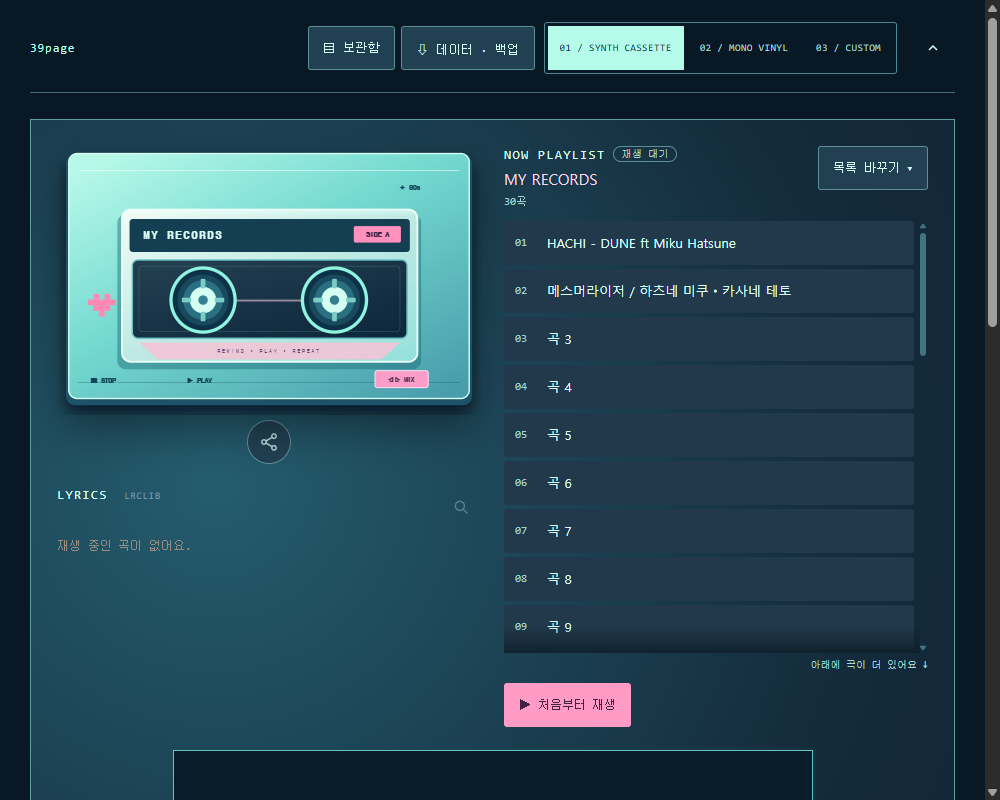 39page
보관함
데이터 · 백업
01 / SYNTH CASSETTE
02 / MONO VINYL
03 / CUSTOM
+ 80s
MY RECORDS
SIDE A
REWIND • PLAY • REPEAT
STOP
PLAY
MIX
LYRICS LRCLIB
재생 중인 곡이 없어요.
NOW PLAYLIST 재생 대기
MY RECORDS
30곡
목록 바꾸기 ▾
01 HACHI - DUNE ft Miku Hatsune
02 메스머라이저 / 하츠네 미쿠・카사네 테토
03 곡 3
04 곡 4
05 곡 5
06 곡 6
07 곡 7
08 곡 8
09 곡 9
아래에 곡이 더 있어요 ↓
▶ 처음부터 재생